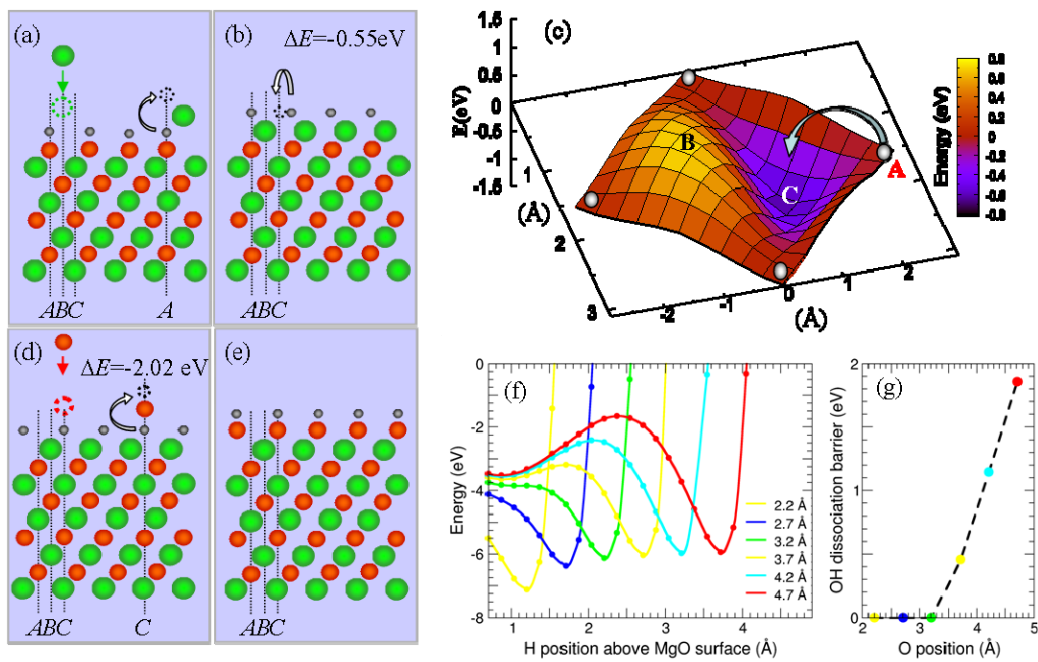 (a)
ABC
A
(b)
ΔE=-0.55eV
ABC
(c)
E(eV)
1.5
1
0.5
0
-0.5
-1
-1.5
(Å)
2
3
B
C
A
-2
-1
0
1
2
(Å)
Energy (eV)
0.8
0.6
0.4
0.2
0
-0.2
-0.4
-0.6
-0.8
(d)
ΔE=-2.02 eV
ABC
C
(e)
ABC
(f)
Energy (eV)
0
-2
-4
-6
-8
2.2 Å
2.7 Å
3.2 Å
3.7 Å
4.2 Å
4.7 Å
1
2
3
4
H position above MgO surface (Å)
(g)
OH dissociation barrier (eV)
2
1
0
2
3
4
5
O position (Å)